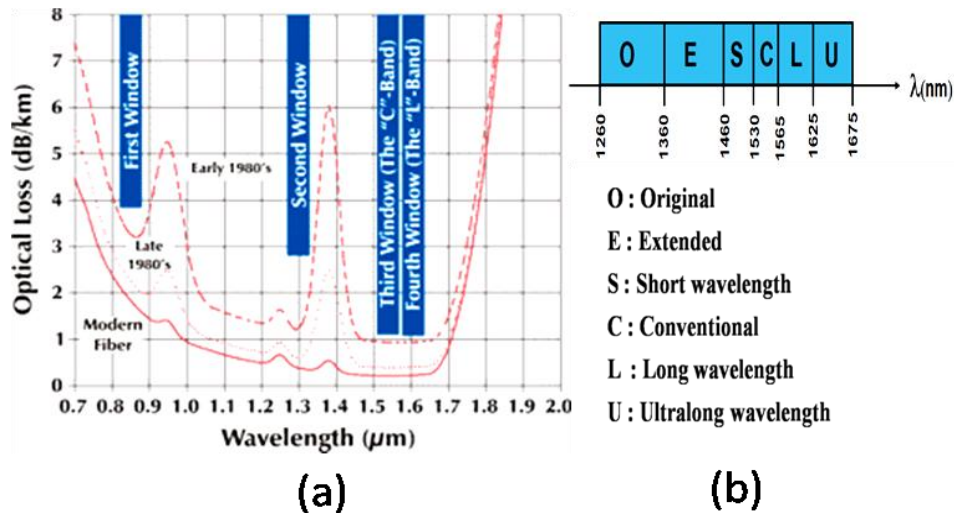 8
7
6
5
4
3
2
1
0
Optical Loss (dB/km)
First Window
Early 1980's
Second Window
Third Window (The "C"-Band)
Fourth Window (The "L"-Band)
Late
1980's
Modern
Fiber
0.7 0.8 0.9 1.0 1.1 1.2 1.3 1.4 1.5 1.6 1.7 1.8 1.9 2.0
Wavelength (µm)
(a)
O E S C L U
λ(nm)
1260 1360 1460 1530 1565 1625 1675
O : Original
E : Extended
S : Short wavelength
C : Conventional
L : Long wavelength
U : Ultralong wavelength
(b)